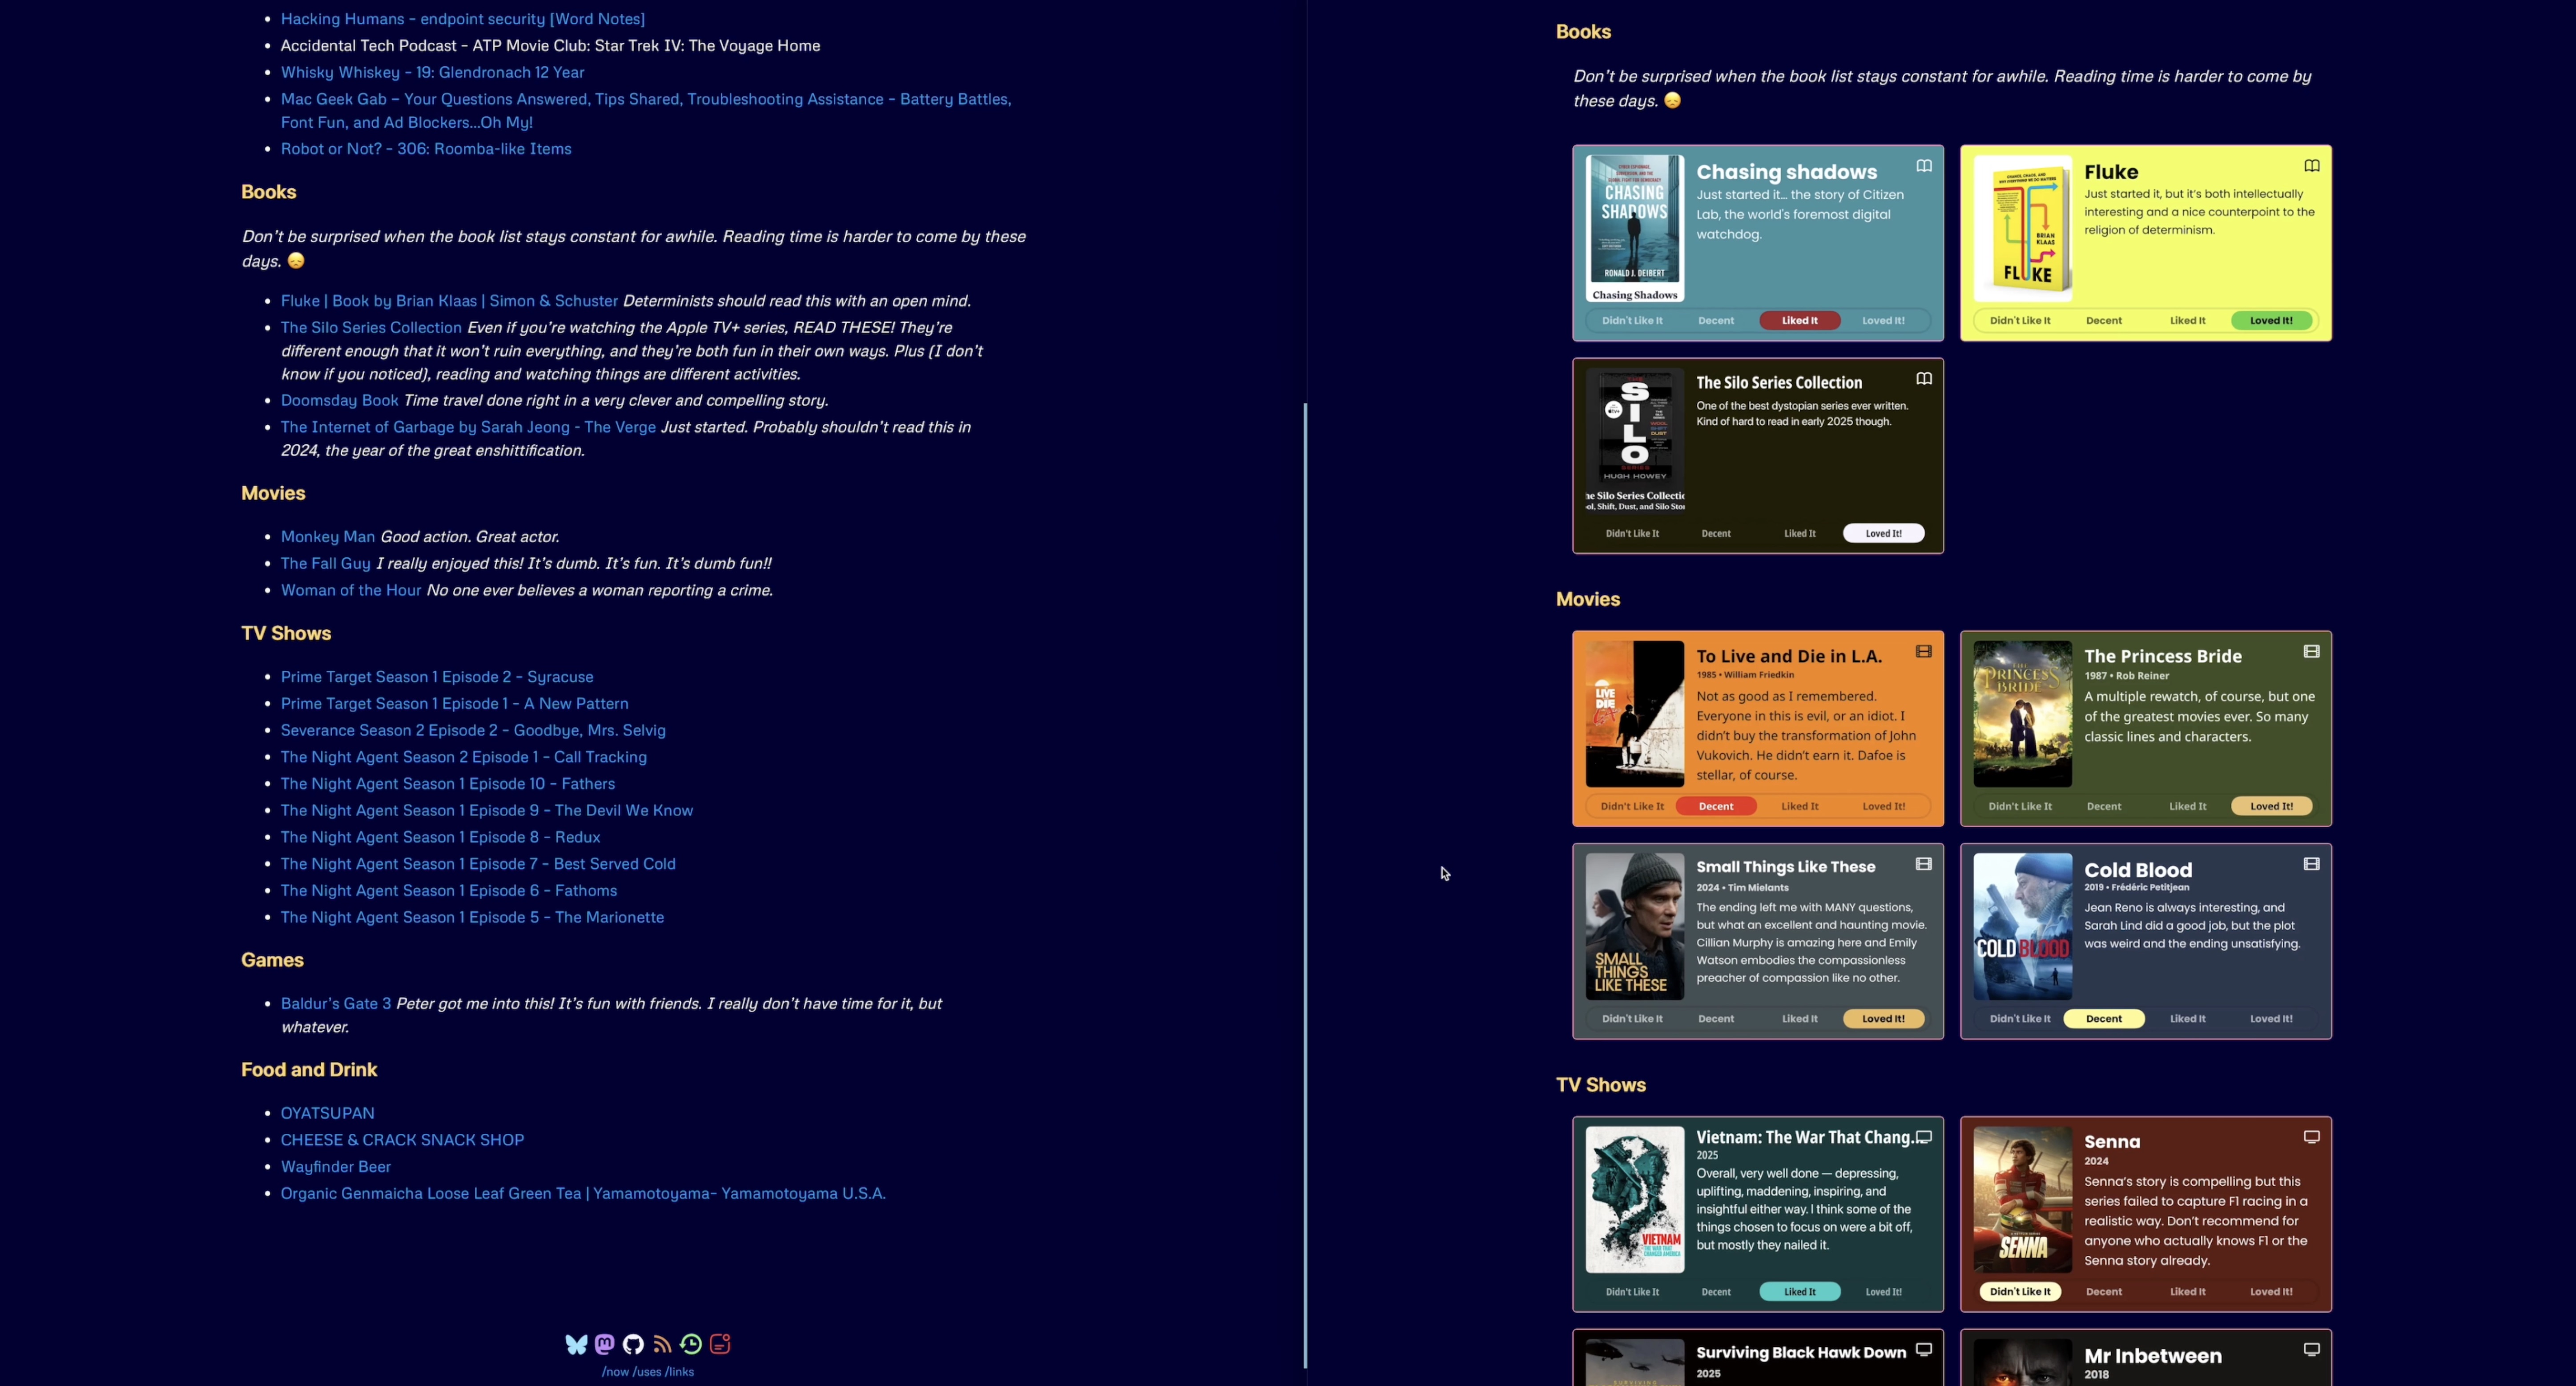 Hacking Humans – endpoint security [Word Notes]
Accidental Tech Podcast – ATP Movie Club: Star Trek IV: The Voyage Home
Whisky Whiskey – 19: Glendronach 12 Year
Mac Geek Gab – Your Questions Answered, Tips Shared, Troubleshooting Assistance – Battery Battles,
Font Fun, and Ad Blockers…Oh My!
Robot or Not? – 306: Roomba-like Items
Books
Don't be surprised when the book list stays constant for awhile. Reading time is harder to come by these
days. 😞
Fluke | Book by Brian Klaas | Simon & Schuster Determinists should read this with an open mind.
The Silo Series Collection Even if you're watching the Apple TV+ series, READ THESE! They're
different enough that it won't ruin everything, and they're both fun in their own ways. Plus (I don't
know if you noticed), reading and watching things are different activities.
Doomsday Book Time travel done right in a very clever and compelling story.
The Internet of Garbage by Sarah Jeong - The Verge Just started. Probably shouldn't read this in
2024, the year of the great enshittification.
Movies
Monkey Man Good action. Great actor.
The Fall Guy I really enjoyed this! It's dumb. It's fun. It's dumb fun!!
Woman of the Hour No one ever believes a woman reporting a crime.
TV Shows
Prime Target Season 1 Episode 2 – Syracuse
Prime Target Season 1 Episode 1 – A New Pattern
Severance Season 2 Episode 2 – Goodbye, Mrs. Selvig
The Night Agent Season 2 Episode 1 – Call Tracking
The Night Agent Season 1 Episode 10 – Fathers
The Night Agent Season 1 Episode 9 – The Devil We Know
The Night Agent Season 1 Episode 8 – Redux
The Night Agent Season 1 Episode 7 – Best Served Cold
The Night Agent Season 1 Episode 6 – Fathoms
The Night Agent Season 1 Episode 5 – The Marionette
Games
Baldur's Gate 3 Peter got me into this! It's fun with friends. I really don't have time for it, but
whatever.
Food and Drink
OYATSUPAN
CHEESE & CRACK SNACK SHOP
Wayfinder Beer
Organic Genmaicha Loose Leaf Green Tea | Yamamotoyama– Yamamotoyama U.S.A.
/now /uses /links
Books
Don't be surprised when the book list stays constant for awhile. Reading time is harder to come by
these days. 😞
CHASING
SHADOWS
RONALD J. DEIBERT
Chasing Shadows
Chasing shadows
Just started it... the story of Citizen
Lab, the world's foremost digital
watchdog.
Didn't Like It Decent Liked It Loved It!
BRIAN
KLAAS
FLUKE
Fluke
Just started it, but it's both intellectually
interesting and a nice counterpoint to the
religion of determinism.
Didn't Like It Decent Liked It Loved It!
SILO
SERIES
HUGH HOWEY
he Silo Series Collectic
ol, Shift, Dust, and Silo Stor
The Silo Series Collection
One of the best dystopian series ever written.
Kind of hard to read in early 2025 though.
Didn't Like It Decent Liked It Loved It!
Movies
LIVE
DIE
To Live and Die in L.A.
1985 • William Friedkin
Not as good as I remembered.
Everyone in this is evil, or an idiot. I
didn't buy the transformation of John
Vukovich. He didn't earn it. Dafoe is
stellar, of course.
Didn't Like It Decent Liked It Loved It!
THE
PRINCESS
BRIDE
The Princess Bride
1987 • Rob Reiner
A multiple rewatch, of course, but one
of the greatest movies ever. So many
classic lines and characters.
Didn't Like It Decent Liked It Loved It!
SMALL
THINGS
LIKE THESE
Small Things Like These
2024 • Tim Mielants
The ending left me with MANY questions,
but what an excellent and haunting movie.
Cillian Murphy is amazing here and Emily
Watson embodies the compassionless
preacher of compassion like no other.
Didn't Like It Decent Liked It Loved It!
COLD BLOOD
Cold Blood
2019 • Frédéric Petitjean
Jean Reno is always interesting, and
Sarah Lind did a good job, but the plot
was weird and the ending unsatisfying.
Didn't Like It Decent Liked It Loved It!
TV Shows
VIETNAM
THE WAR THAT
CHANGED AMERICA
Vietnam: The War That Chang...
2025
Overall, very well done — depressing,
uplifting, maddening, inspiring, and
insightful either way. I think some of the
things chosen to focus on were a bit off,
but mostly they nailed it.
Didn't Like It Decent Liked It Loved It!
SENNA
Senna
2024
Senna's story is compelling but this
series failed to capture F1 racing in a
realistic way. Don't recommend for
anyone who actually knows F1 or the
Senna story already.
Didn't Like It Decent Liked It Loved It!
SURVIVING
Surviving Black Hawk Down
2025
Mr Inbetween
2018